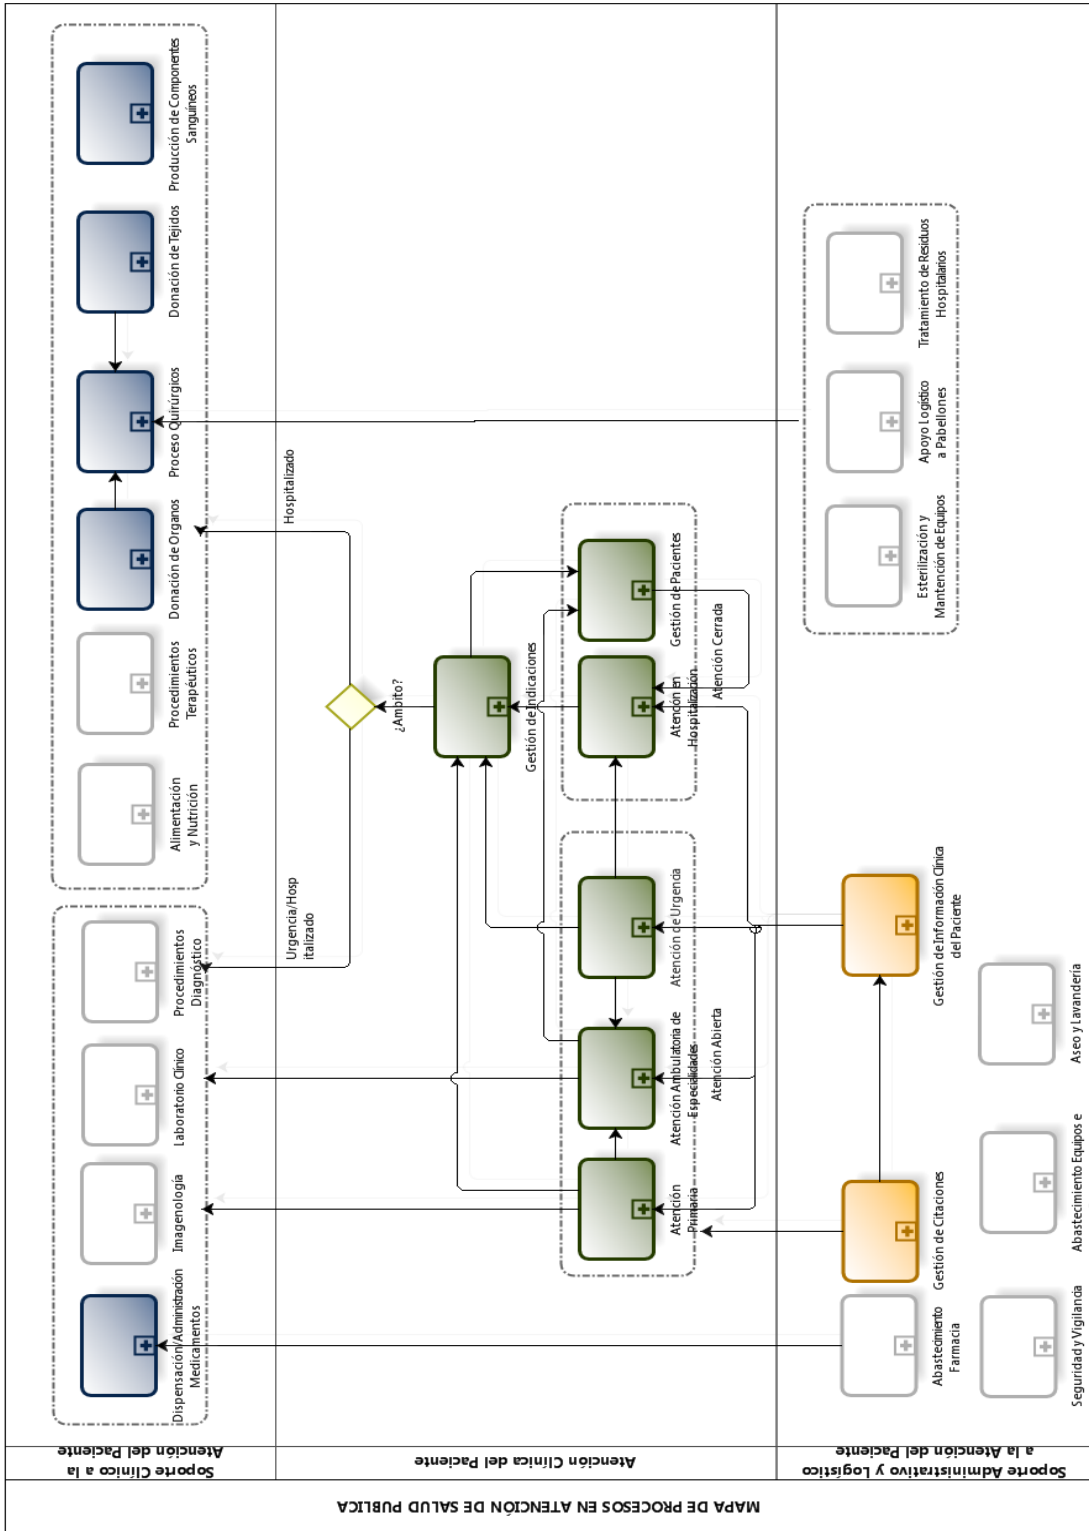 MAPA DE PROCESOS EN ATENCIÓN DE SALUD PUBLICA
Soporte Clínico a la
Atención del Paciente
Dispensación/Administración
Medicamentos
Imagenología
Laboratorio Clínico
Procedimientos
Diagnóstico
Alimentación
y Nutrición
Procedimientos
Terapéuticos
Donación de Organos
Proceso Quirúrgicos
Donación de Tejidos
Producción de Componentes
Sanguíneos
Urgencia/Hosp
italizado
Hospitalizado
Atención Clínica del Paciente
¿Ambito?
Gestión de Indicaciones
Atención
Primaria
Atención Ambulatoria de
Especialidades
Atención de Urgencia
Atención en
Hospitalización
Gestión de Pacientes
Atención Abierta
Atención Cerrada
Soporte Administrativo y Logístico
a la Atención del Paciente
Abastecimiento
Farmacia
Gestión de Citaciones
Gestión de Información Clínica
del Paciente
Esterilización y
Mantención de Equipos
Apoyo Logístico
a Pabellones
Tratamiento de Residuos
Hospitalarios
Seguridad y Vigilancia
Abastecimiento Equipos e
Aseo y Lavandería